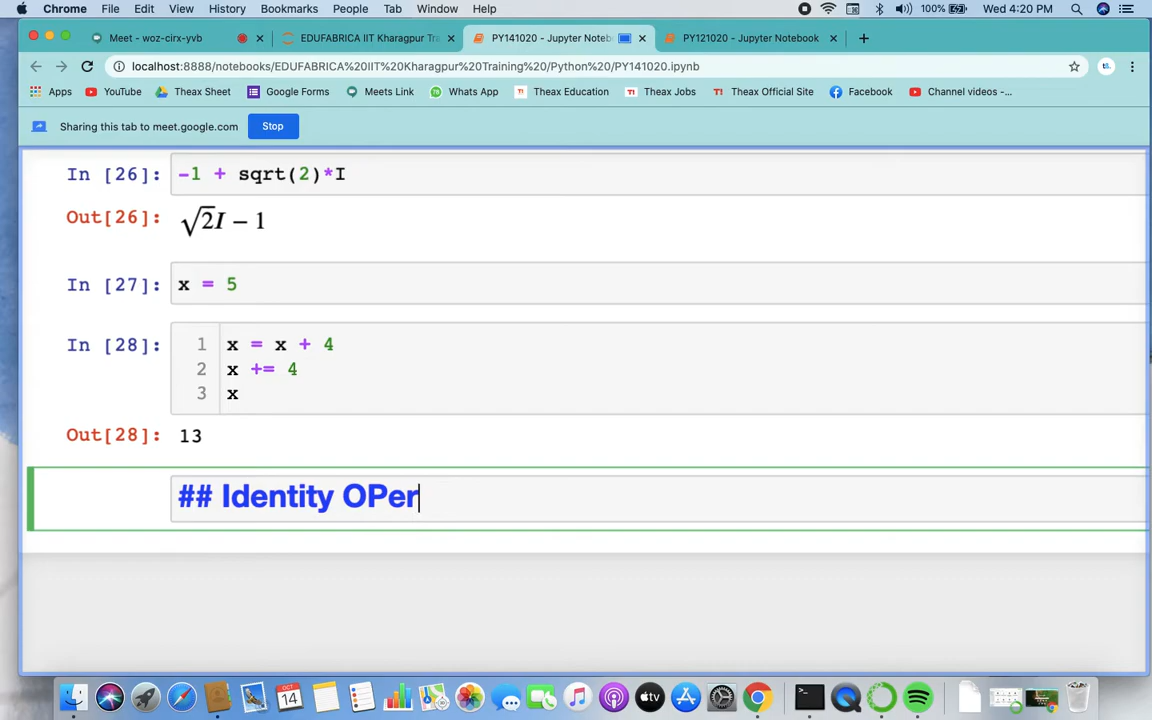 Chrome File Edit View History Bookmarks People Tab Window Help 100% Wed 4:20 PM
Meet - woz-cirx-yvb EDUFABRICA IIT Kharagpur Tra PY141020 - Jupyter Noteb PY121020 - Jupyter Notebook
localhost:8888/notebooks/EDUFABRICA%20IIT%20Kharagpur%20Training%20/Python%20/PY141020.ipynb
Apps YouTube Theax Sheet Google Forms Meets Link Whats App Theax Education Theax Jobs Theax Official Site Facebook Channel videos -...
Sharing this tab to meet.google.com Stop
In [26]: -1 + sqrt(2)*I
Out[26]: √2I − 1
In [27]: x = 5
In [28]: 1 x = x + 4
2 x += 4
3 x
Out[28]: 13
## Identity OPer
OCT 14